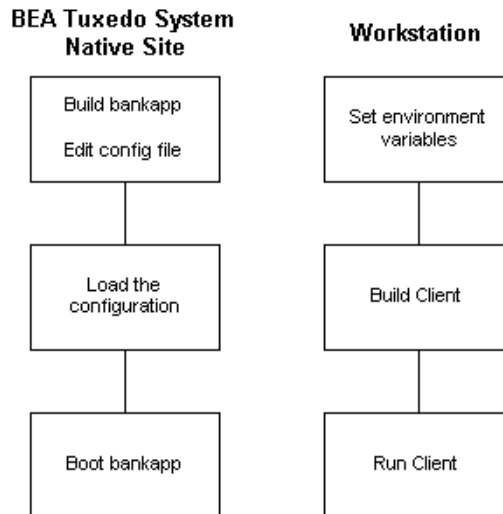 BEA Tuxedo System
Native Site
Build bankapp
Edit config file
Load the
configuration
Boot bankapp
Workstation
Set environment
variables
Build Client
Run Client